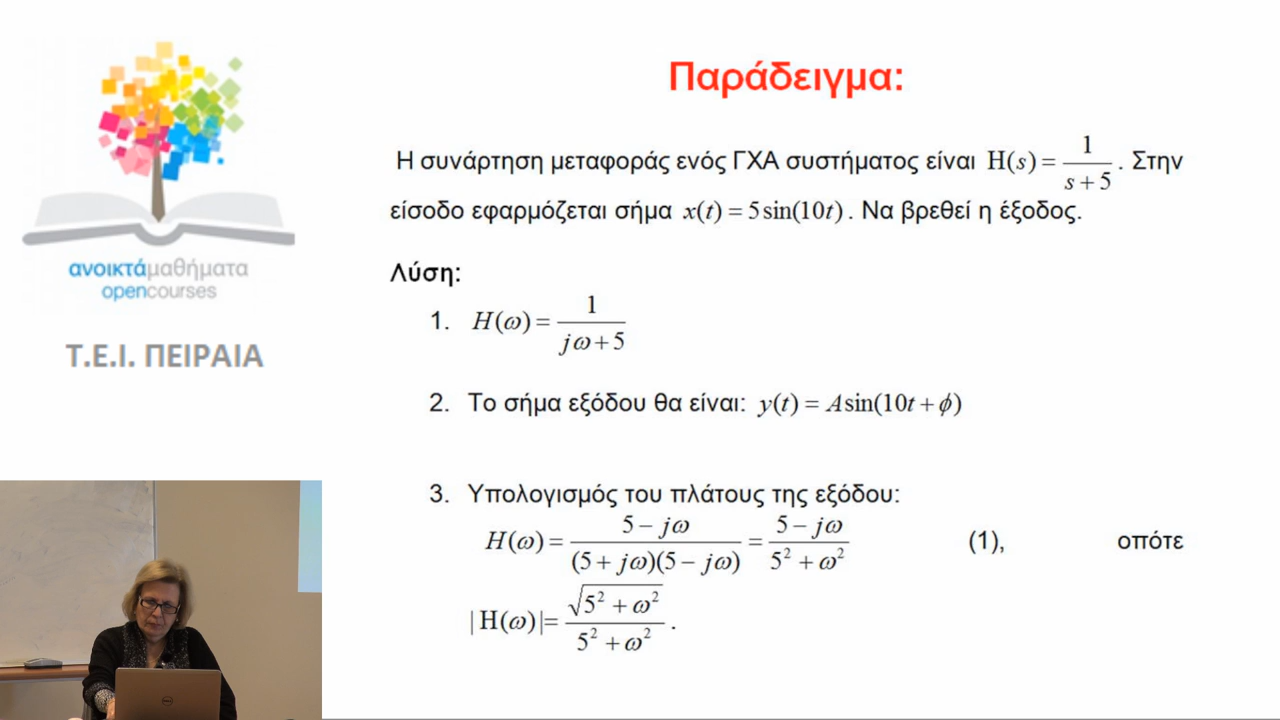 Παράδειγμα:
Η συνάρτηση μεταφοράς ενός ΓΧΑ συστήματος είναι H(s) = 1/(s + 5). Στην
είσοδο εφαρμόζεται σήμα x(t) = 5sin(10t). Να βρεθεί η έξοδος.
Λύση:
1. H(ω) = 1/(jω + 5)
2. Το σήμα εξόδου θα είναι: y(t) = Asin(10t + ϕ)
3. Υπολογισμός του πλάτους της εξόδου:
H(ω) = (5 − jω)/((5 + jω)(5 − jω)) = (5 − jω)/(5² + ω²) (1), οπότε
|H(ω)|= √(5² + ω²)/(5² + ω²).
ανοικτάμαθήματα
opencourses
Τ.Ε.Ι. ΠΕΙΡΑΙΑ
DELL